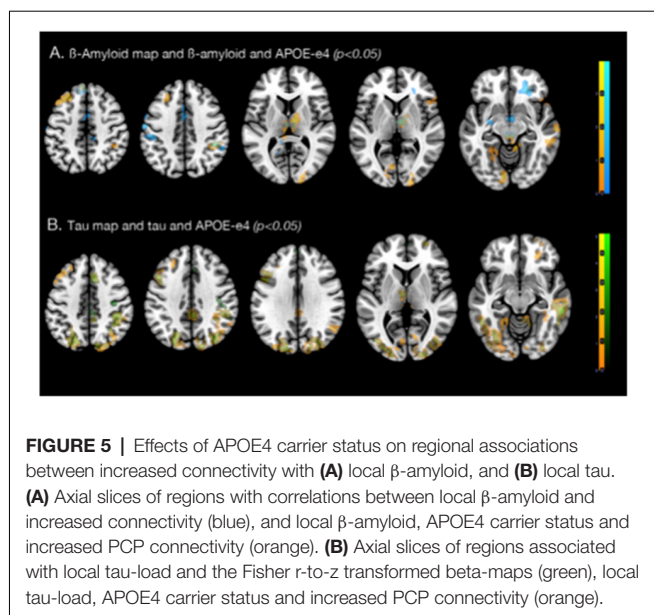 A. ß-Amyloid map and ß-amyloid and APOE-e4 (p<0.05)
B. Tau map and tau and APOE-e4 (p<0.05)
FIGURE 5 | Effects of APOE4 carrier status on regional associations
between increased connectivity with (A) local β-amyloid, and (B) local tau.
(A) Axial slices of regions with correlations between local β-amyloid and
increased connectivity (blue), and local β-amyloid, APOE4 carrier status and
increased PCP connectivity (orange). (B) Axial slices of regions associated
with local tau-load and the Fisher r-to-z transformed beta-maps (green), local
tau-load, APOE4 carrier status and increased PCP connectivity (orange).